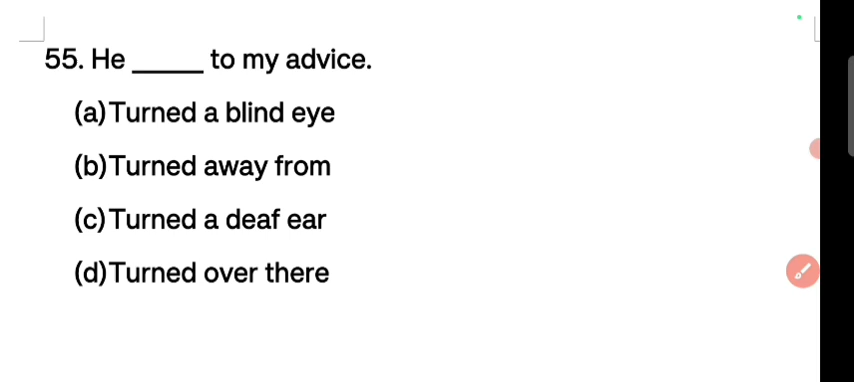 55. He _____ to my advice.
(a)Turned a blind eye
(b)Turned away from
(c)Turned a deaf ear
(d)Turned over there